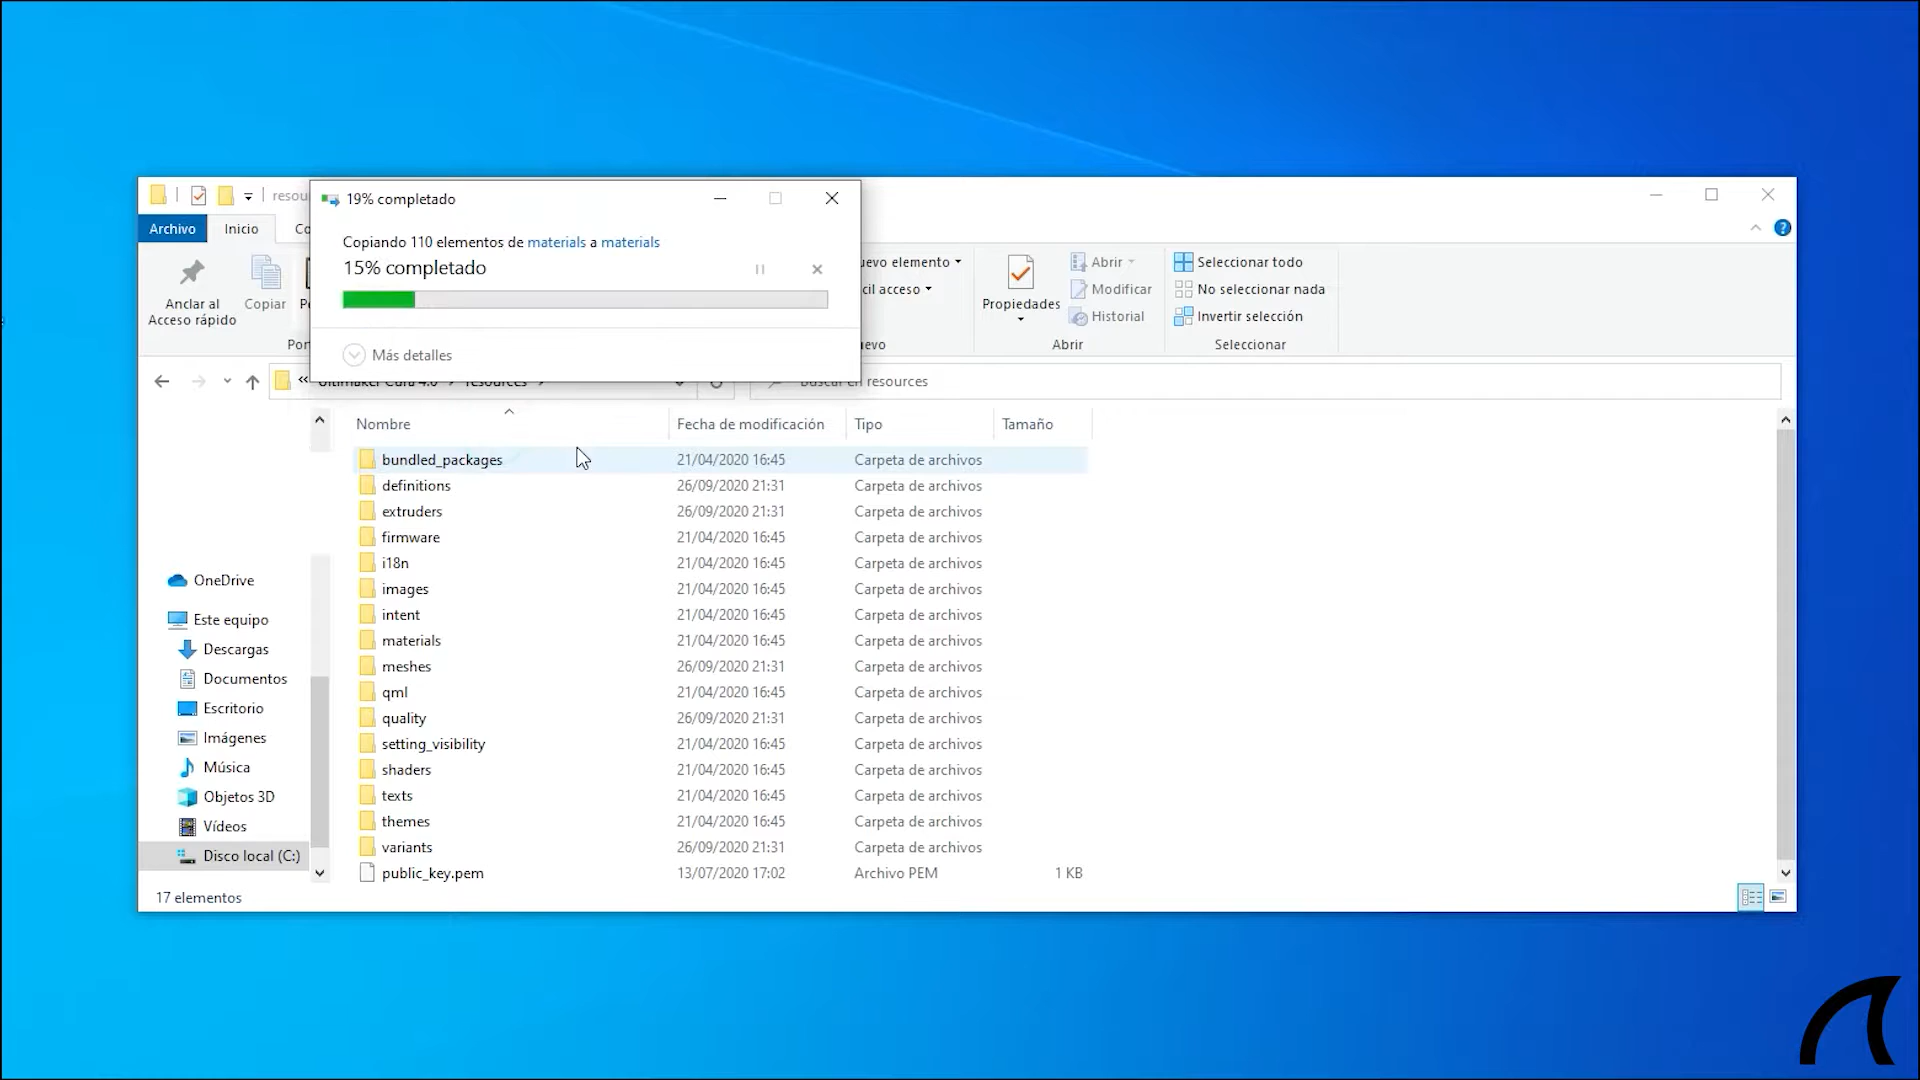 resou
19% completado
Archivo
Inicio
Co
Copiando 110 elementos de materials a materials
15% completado
Más detalles
Anclar al
Acceso rápido
Copiar
uevo elemento
cil acceso
Propiedades
Abrir
Modificar
Historial
Seleccionar todo
No seleccionar nada
Invertir selección
Por
evo
Abrir
Seleccionar
« Ultimaker Cura 4.6 > resources >
Buscar en resources
Nombre
Fecha de modificación
Tipo
Tamaño
bundled_packages 21/04/2020 16:45 Carpeta de archivos
definitions 26/09/2020 21:31 Carpeta de archivos
extruders 26/09/2020 21:31 Carpeta de archivos
firmware 21/04/2020 16:45 Carpeta de archivos
i18n 21/04/2020 16:45 Carpeta de archivos
images 21/04/2020 16:45 Carpeta de archivos
intent 21/04/2020 16:45 Carpeta de archivos
materials 21/04/2020 16:45 Carpeta de archivos
meshes 26/09/2020 21:31 Carpeta de archivos
qml 21/04/2020 16:45 Carpeta de archivos
quality 26/09/2020 21:31 Carpeta de archivos
setting_visibility 21/04/2020 16:45 Carpeta de archivos
shaders 21/04/2020 16:45 Carpeta de archivos
texts 21/04/2020 16:45 Carpeta de archivos
themes 21/04/2020 16:45 Carpeta de archivos
variants 26/09/2020 21:31 Carpeta de archivos
public_key.pem 13/07/2020 17:02 Archivo PEM 1 KB
OneDrive
Este equipo
Descargas
Documentos
Escritorio
Imágenes
Música
Objetos 3D
Vídeos
Disco local (C:)
17 elementos